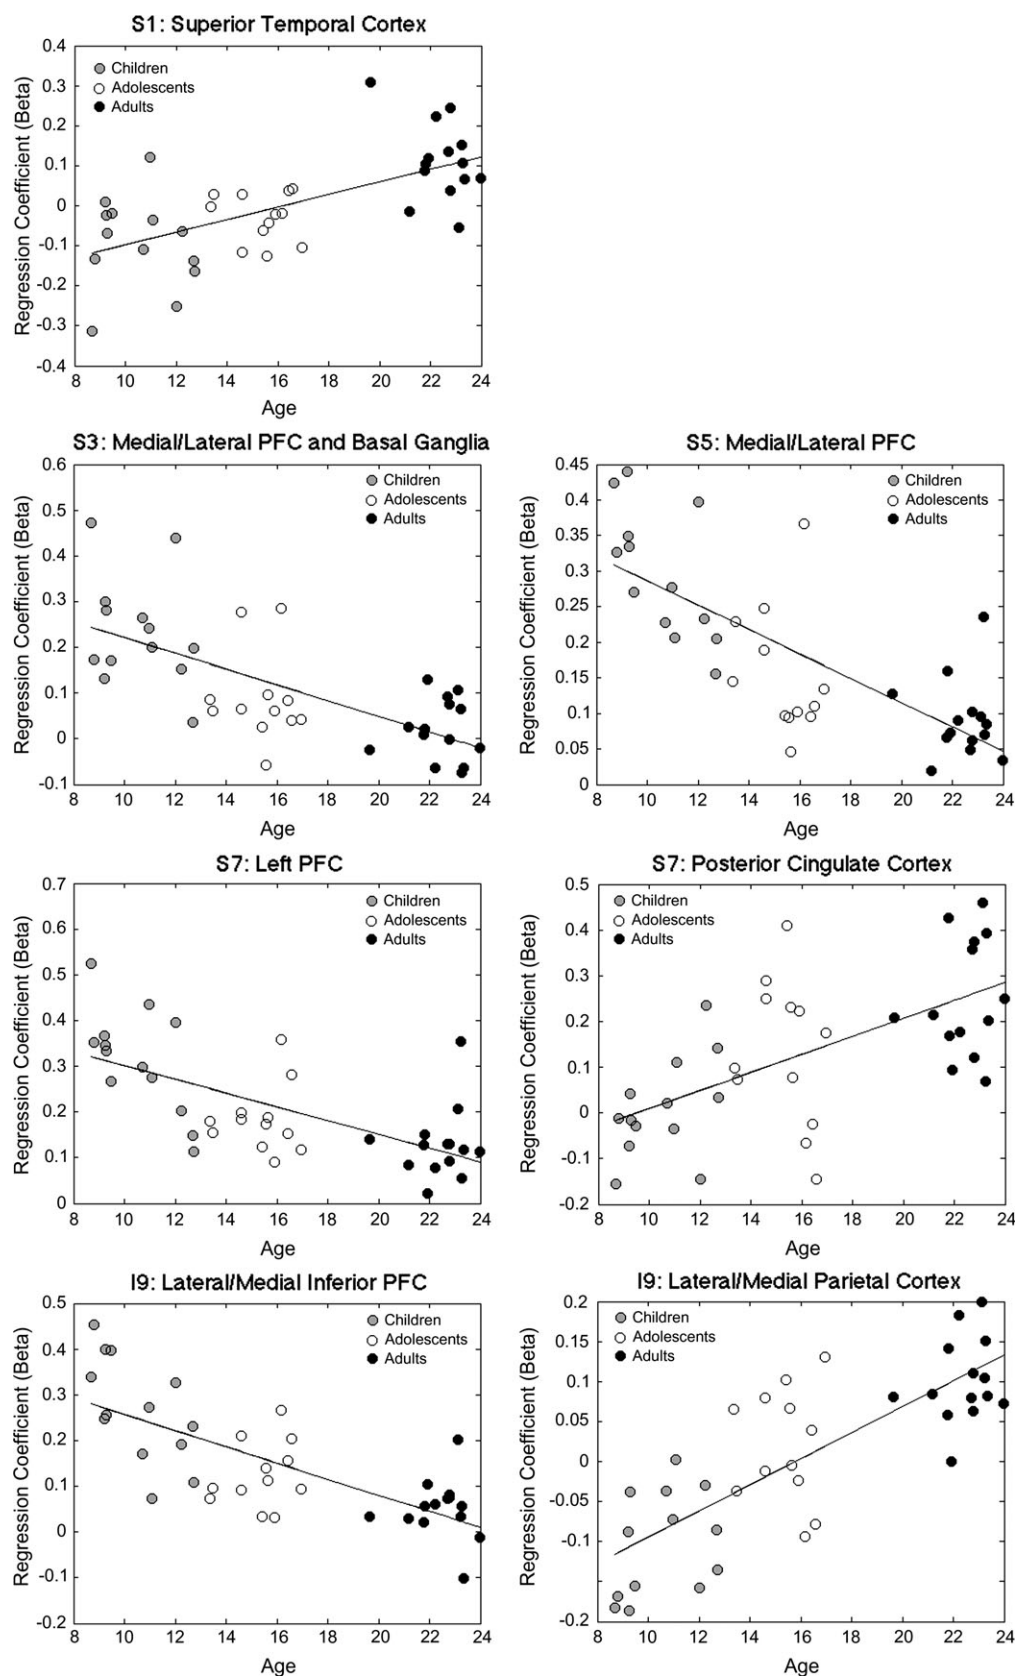 S1: Superior Temporal Cortex
Regression Coefficient (Beta)
0.4
0.3
0.2
0.1
0
-0.1
-0.2
-0.3
-0.4
Children
Adolescents
Adults
8 10 12 14 16 18 20 22 24
Age
S3: Medial/Lateral PFC and Basal Ganglia
Regression Coefficient (Beta)
0.6
0.5
0.4
0.3
0.2
0.1
0
-0.1
Children
Adolescents
Adults
8 10 12 14 16 18 20 22 24
Age
S5: Medial/Lateral PFC
Regression Coefficient (Beta)
0.45
0.4
0.35
0.3
0.25
0.2
0.15
0.1
0.05
0
Children
Adolescents
Adults
8 10 12 14 16 18 20 22 24
Age
S7: Left PFC
Regression Coefficient (Beta)
0.7
0.6
0.5
0.4
0.3
0.2
0.1
0
Children
Adolescents
Adults
8 10 12 14 16 18 20 22 24
Age
S7: Posterior Cingulate Cortex
Regression Coefficient (Beta)
0.5
0.4
0.3
0.2
0.1
0
-0.1
-0.2
Children
Adolescents
Adults
8 10 12 14 16 18 20 22 24
Age
I9: Lateral/Medial Inferior PFC
Regression Coefficient (Beta)
0.5
0.4
0.3
0.2
0.1
0
-0.1
-0.2
Children
Adolescents
Adults
8 10 12 14 16 18 20 22 24
Age
I9: Lateral/Medial Parietal Cortex
Regression Coefficient (Beta)
0.2
0.15
0.1
0.05
0
-0.05
-0.1
-0.15
-0.2
Children
Adolescents
Adults
8 10 12 14 16 18 20 22 24
Age